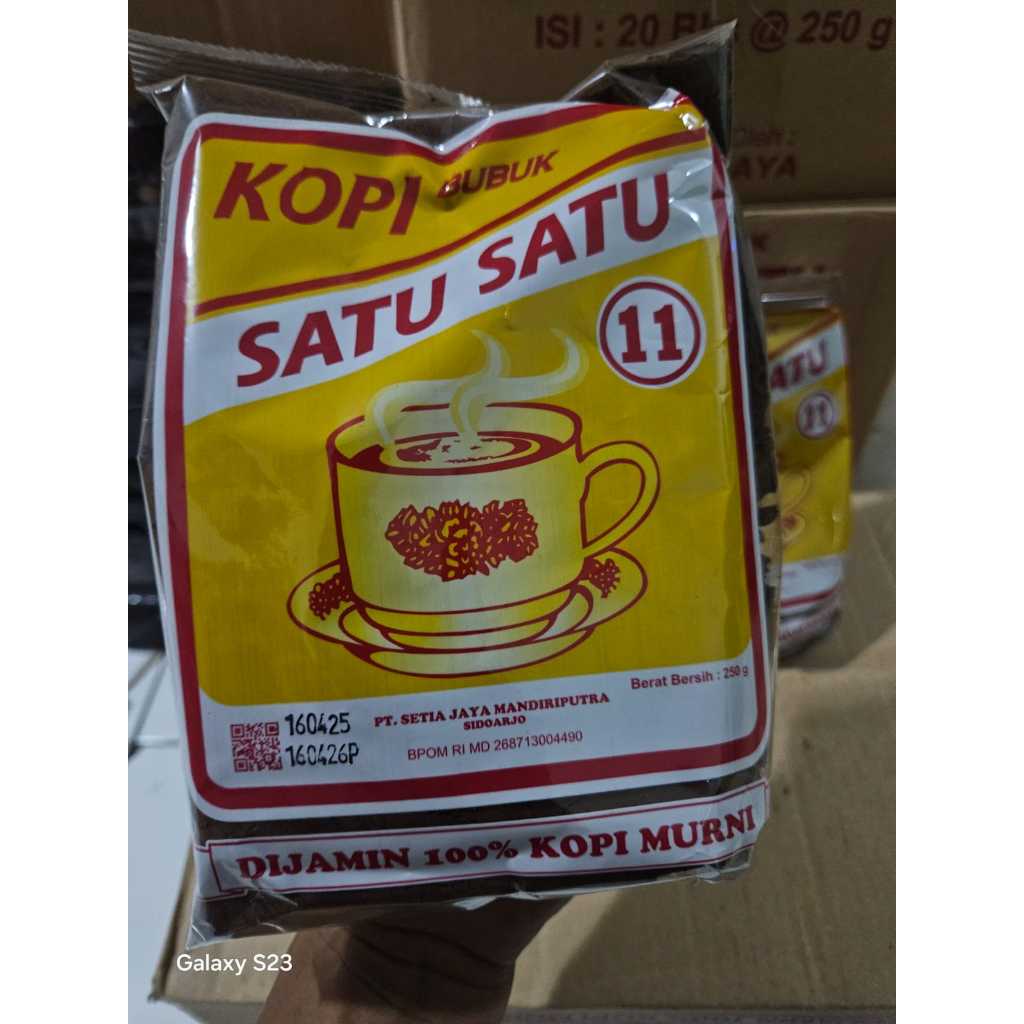 ISI : 20 @ 250 g
AYA
KOPI BUBUK
SATU SATU
11
ATU
11
Berat Bersih : 250 g
160425
160426P
PT. SETIA JAYA MANDIRIPUTRA
SIDOARJO
BPOM RI MD 268713004490
DIJAMIN 100% KOPI MURNI
Galaxy S23